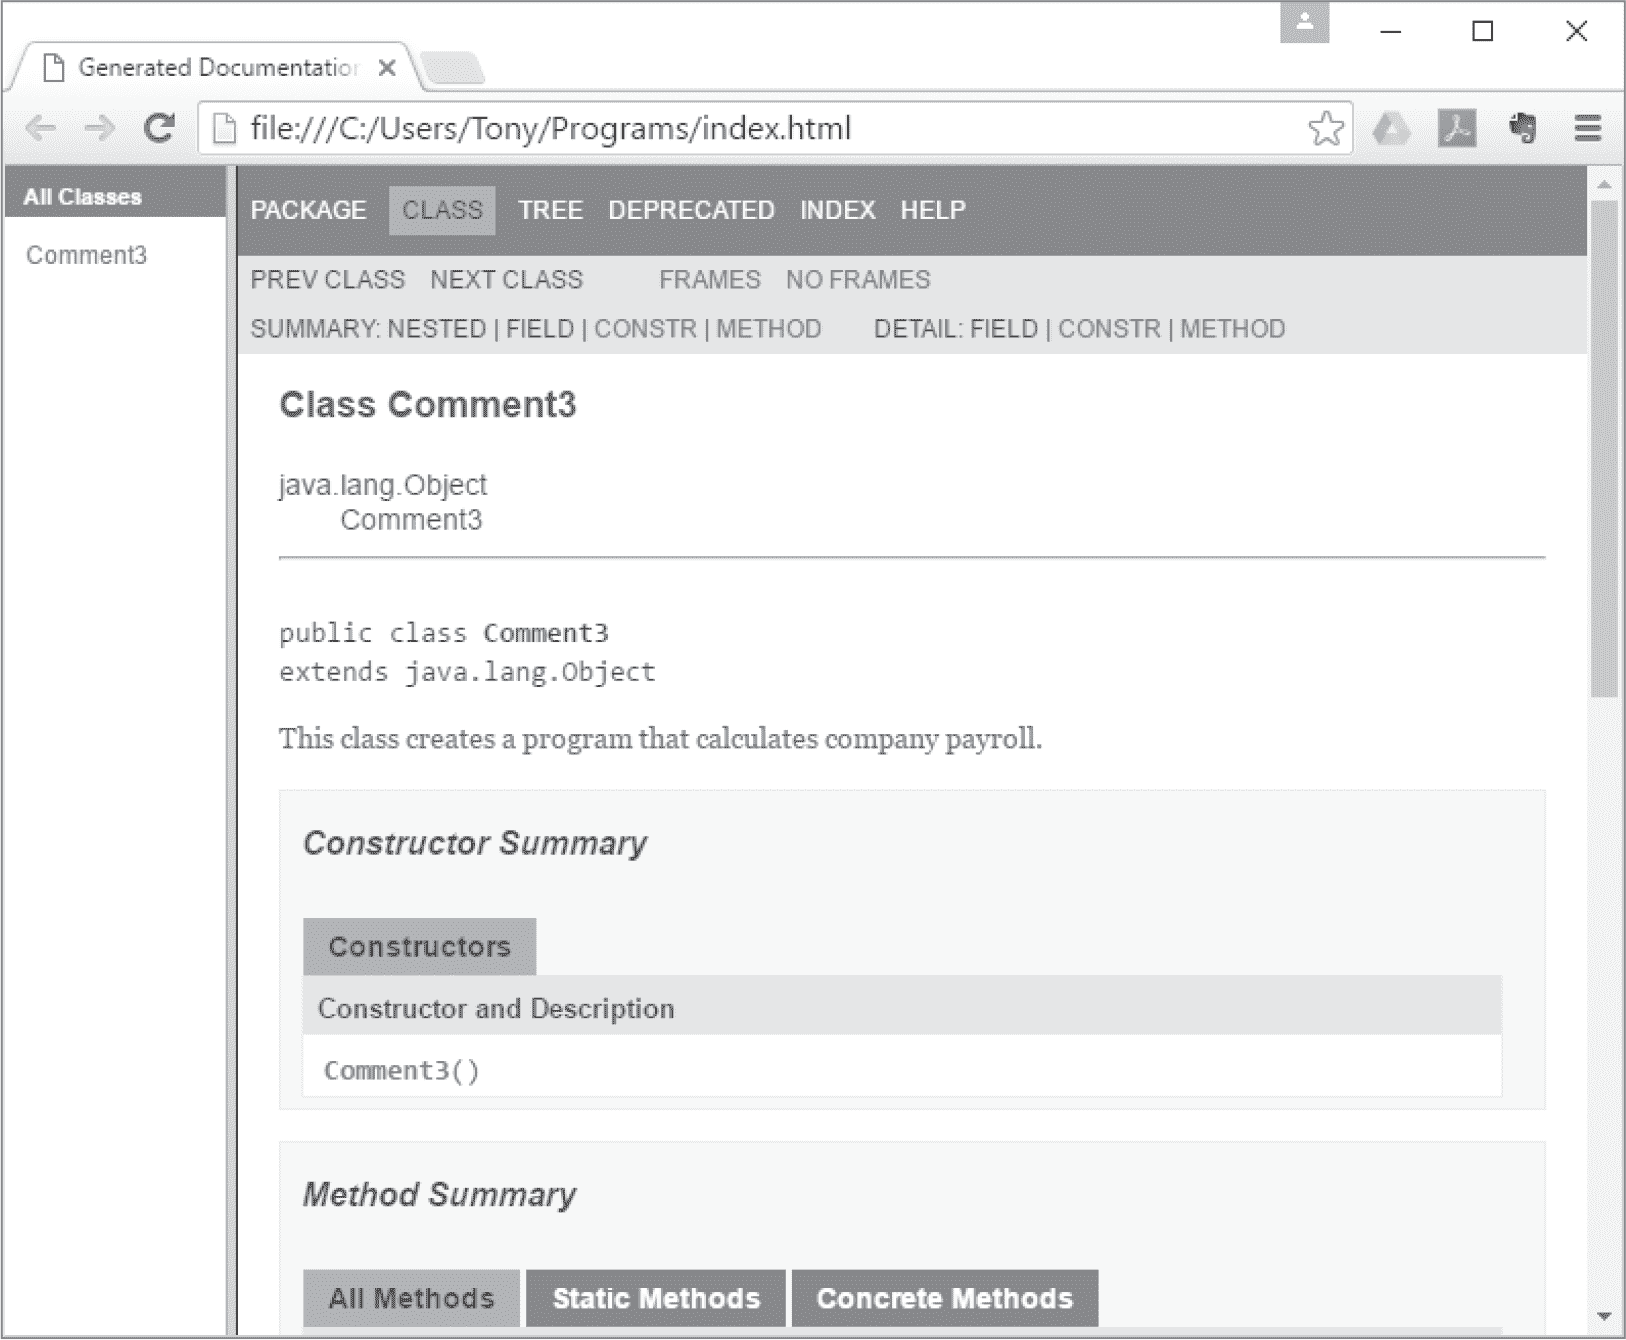 Generated Documentation
file:///C:/Users/Tony/Programs/index.html
All Classes
Comment3
PACKAGE CLASS TREE DEPRECATED INDEX HELP
PREV CLASS NEXT CLASS FRAMES NO FRAMES
SUMMARY: NESTED | FIELD | CONSTR | METHOD DETAIL: FIELD | CONSTR | METHOD
Class Comment3
java.lang.Object
Comment3
public class Comment3
extends java.lang.Object
This class creates a program that calculates company payroll.
Constructor Summary
Constructors
Constructor and Description
Comment3()
Method Summary
All Methods Static Methods Concrete Methods